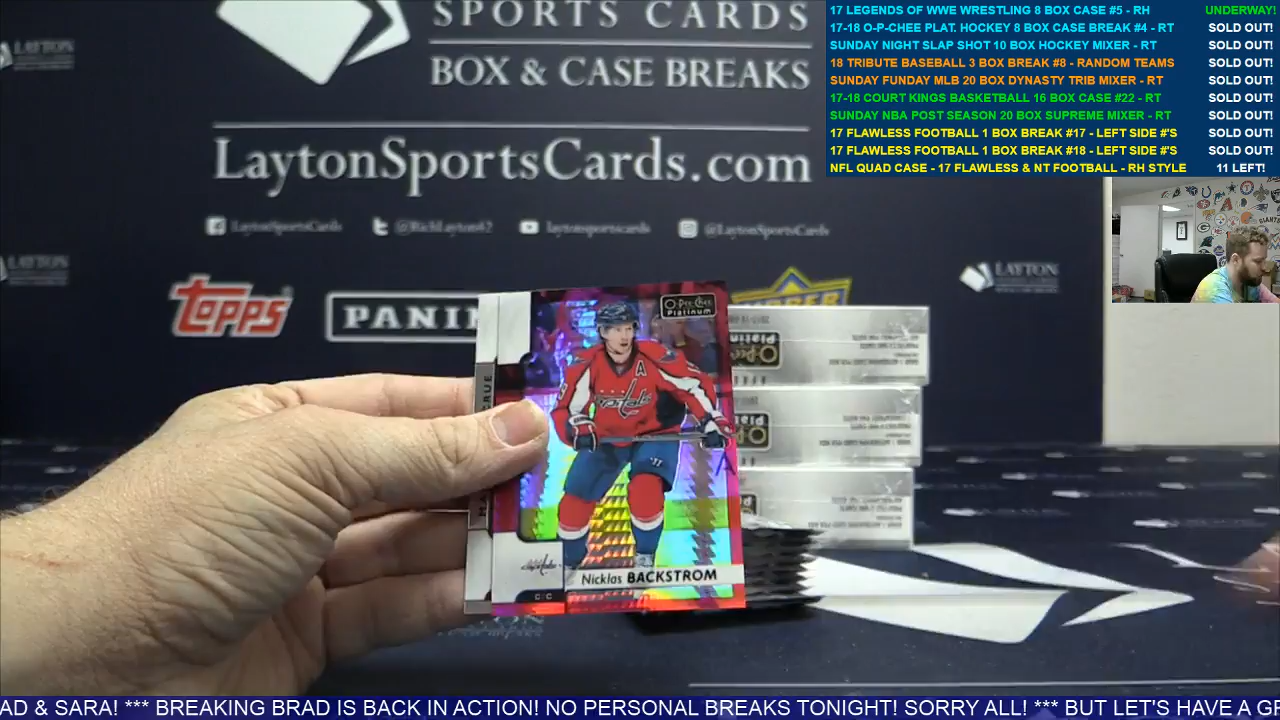 SPORTS CARDS
BOX & CASE BREAKS
LaytonSportsCards.com
LaytonSportsCards
@RichLayton42
laytonsportscards
@LaytonSportsCards
LAYTON
LAYTON
topps
PANINI
UPPER
O-Pee-Chee
Platinum
A
Capitals
Nicklas BACKSTROM
C/C
17 LEGENDS OF WWE WRESTLING 8 BOX CASE #5 - RH UNDERWAY!
17-18 O-P-CHEE PLAT. HOCKEY 8 BOX CASE BREAK #4 - RT SOLD OUT!
SUNDAY NIGHT SLAP SHOT 10 BOX HOCKEY MIXER - RT SOLD OUT!
18 TRIBUTE BASEBALL 3 BOX BREAK #8 - RANDOM TEAMS SOLD OUT!
SUNDAY FUNDAY MLB 20 BOX DYNASTY TRIB MIXER - RT SOLD OUT!
17-18 COURT KINGS BASKETBALL 16 BOX CASE #22 - RT SOLD OUT!
SUNDAY NBA POST SEASON 20 BOX SUPREME MIXER - RT SOLD OUT!
17 FLAWLESS FOOTBALL 1 BOX BREAK #17 - LEFT SIDE #'S SOLD OUT!
17 FLAWLESS FOOTBALL 1 BOX BREAK #18 - LEFT SIDE #'S SOLD OUT!
NFL QUAD CASE - 17 FLAWLESS & NT FOOTBALL - RH STYLE 11 LEFT!
GIANTS
AD & SARA! *** BREAKING BRAD IS BACK IN ACTION! NO PERSONAL BREAKS TONIGHT! SORRY ALL! *** BUT LET'S HAVE A GR